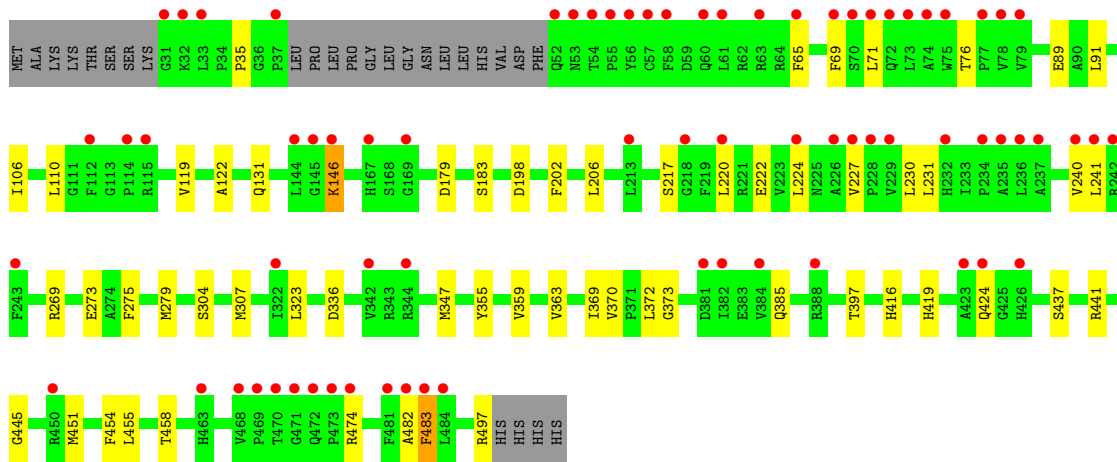 MET ALA LYS LYS THR SER SER LYS G31 K32 L33 P34 P35 G36 P37 LEU PRO LEU PRO GLY LEU GLY ASN LEU LEU HIS VAL ASP PHE Q52 N53 T54 P55 Y56 C57 F58 D59 Q60 L61 R62 R63 R64 F65 F69 S70 L71 Q72 L73 A74 W75 T76 P77 V78 V79 E89 A90 L91
I106 L110 G111 F112 G113 P114 R115 V119 A122 Q131 L144 G145 K146 H167 S168 G169 D179 S183 D198 F202 L206 L213 S217 G218 F219 L220 R221 E222 V223 L224 N225 A226 V227 P228 V229 L230 L231 H232 I233 P234 A235 L236 A237 V240 L241 R242
F243 R269 E273 A274 F275 M279 S304 M307 I322 L323 D336 V342 R343 R344 M347 Y355 V359 V363 I369 V370 P371 L372 G373 D381 I382 E383 V384 Q385 R388 T397 H416 H419 A423 Q424 G425 H426 S437 R441
G445 R450 M451 F454 L455 T458 H463 V468 P469 T470 G471 Q472 P473 R474 F481 A482 F483 L484 R497 HIS HIS HIS HIS